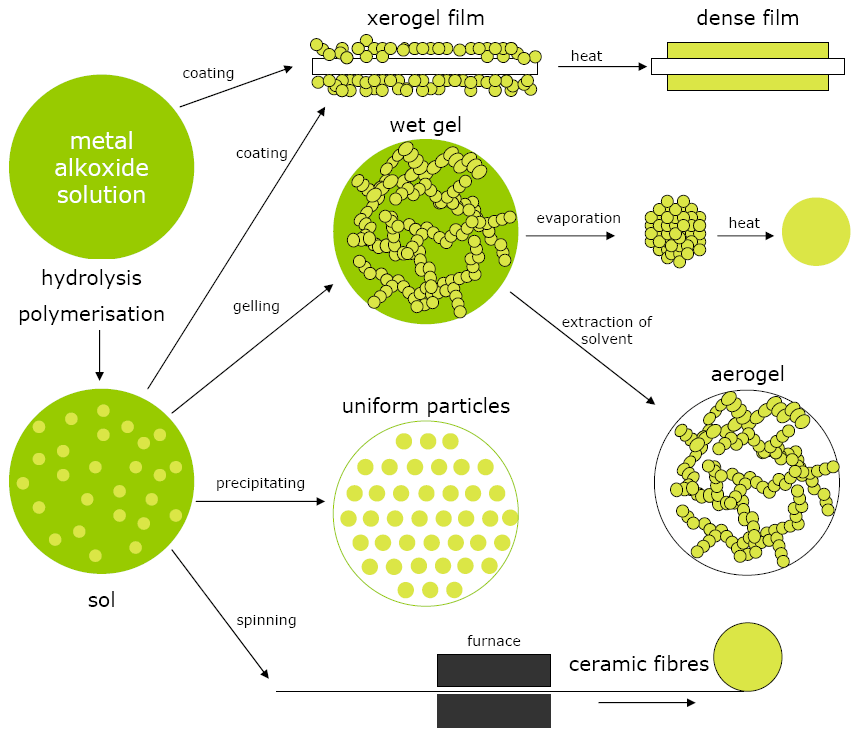 xerogel film
dense film
coating
heat
metal
alkoxide
solution
coating
wet gel
evaporation
heat
hydrolysis
polymerisation
gelling
extraction of
solvent
aerogel
uniform particles
precipitating
sol
spinning
furnace
ceramic fibres